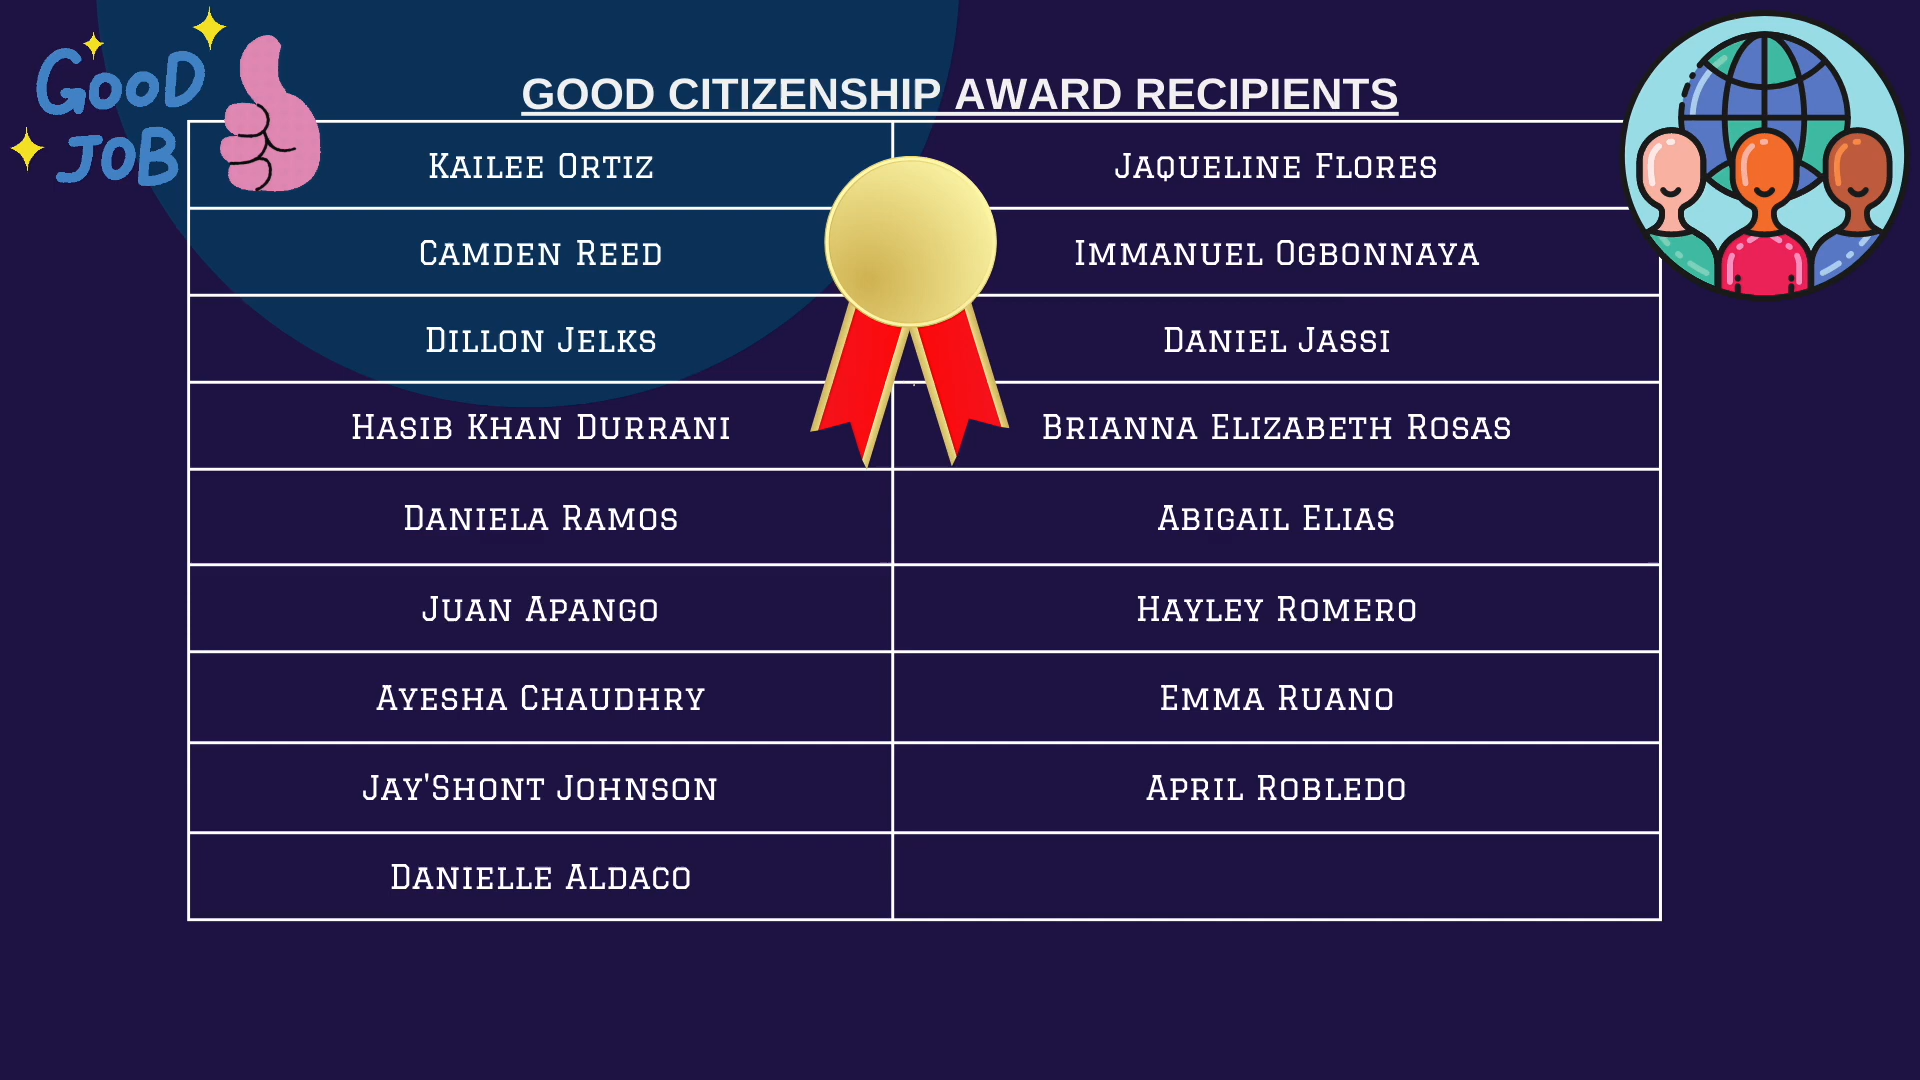 GOOD
JOB
GOOD CITIZENSHIP AWARD RECIPIENTS
Kailee Ortiz
Jaqueline Flores
Camden Reed
Immanuel Ogbonnaya
Dillon Jelks
Daniel Jassi
Hasib Khan Durrani
Brianna Elizabeth Rosas
Daniela Ramos
Abigail Elias
Juan Apango
Hayley Romero
Ayesha Chaudhry
Emma Ruano
Jay'Shont Johnson
April Robledo
Danielle Aldaco